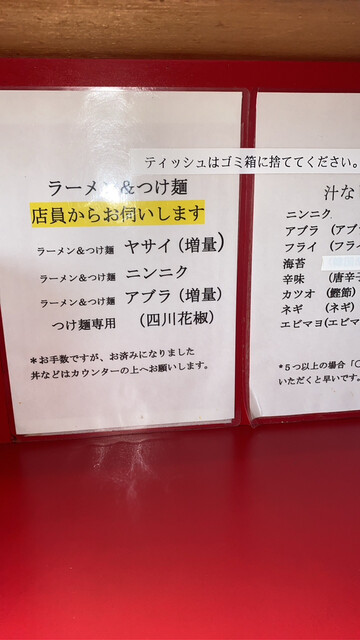 ティッシュはゴミ箱に捨ててください。
ラーメン&つけ麺
店員からお伺いします
ラーメン&つけ麺 ヤサイ(増量)
ラーメン&つけ麺 ニンニク
ラーメン&つけ麺 アブラ(増量)
つけ麺専用 (四川花椒)
*お手数ですが、お済みになりました
丼などはカウンターの上へお願いします。
汁な
ニンニク
アブラ (アブ
フライ (フライ
海苔
辛味 (唐辛子
カツオ (鰹節)
ネギ (ネギ)
エビマヨ(エビマ
*5つ以上の場合「
いただくと早いです。